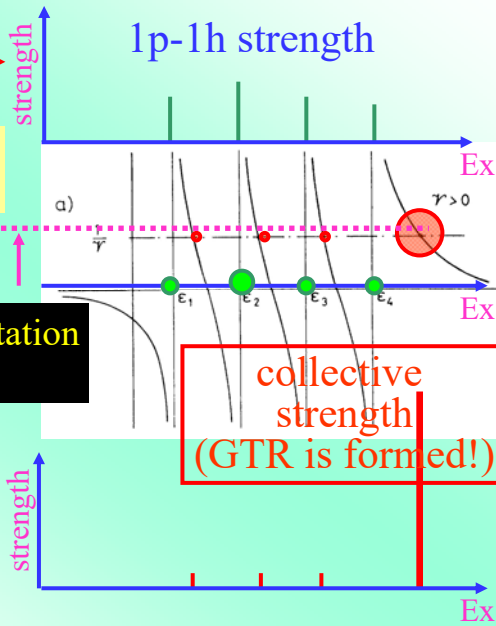 strength
1p-1h strength
Ex
a)
γ>0
1/γ
ε1
ε2
ε3
ε4
Ex
tation
collective
strength
(GTR is formed!)
strength
Ex